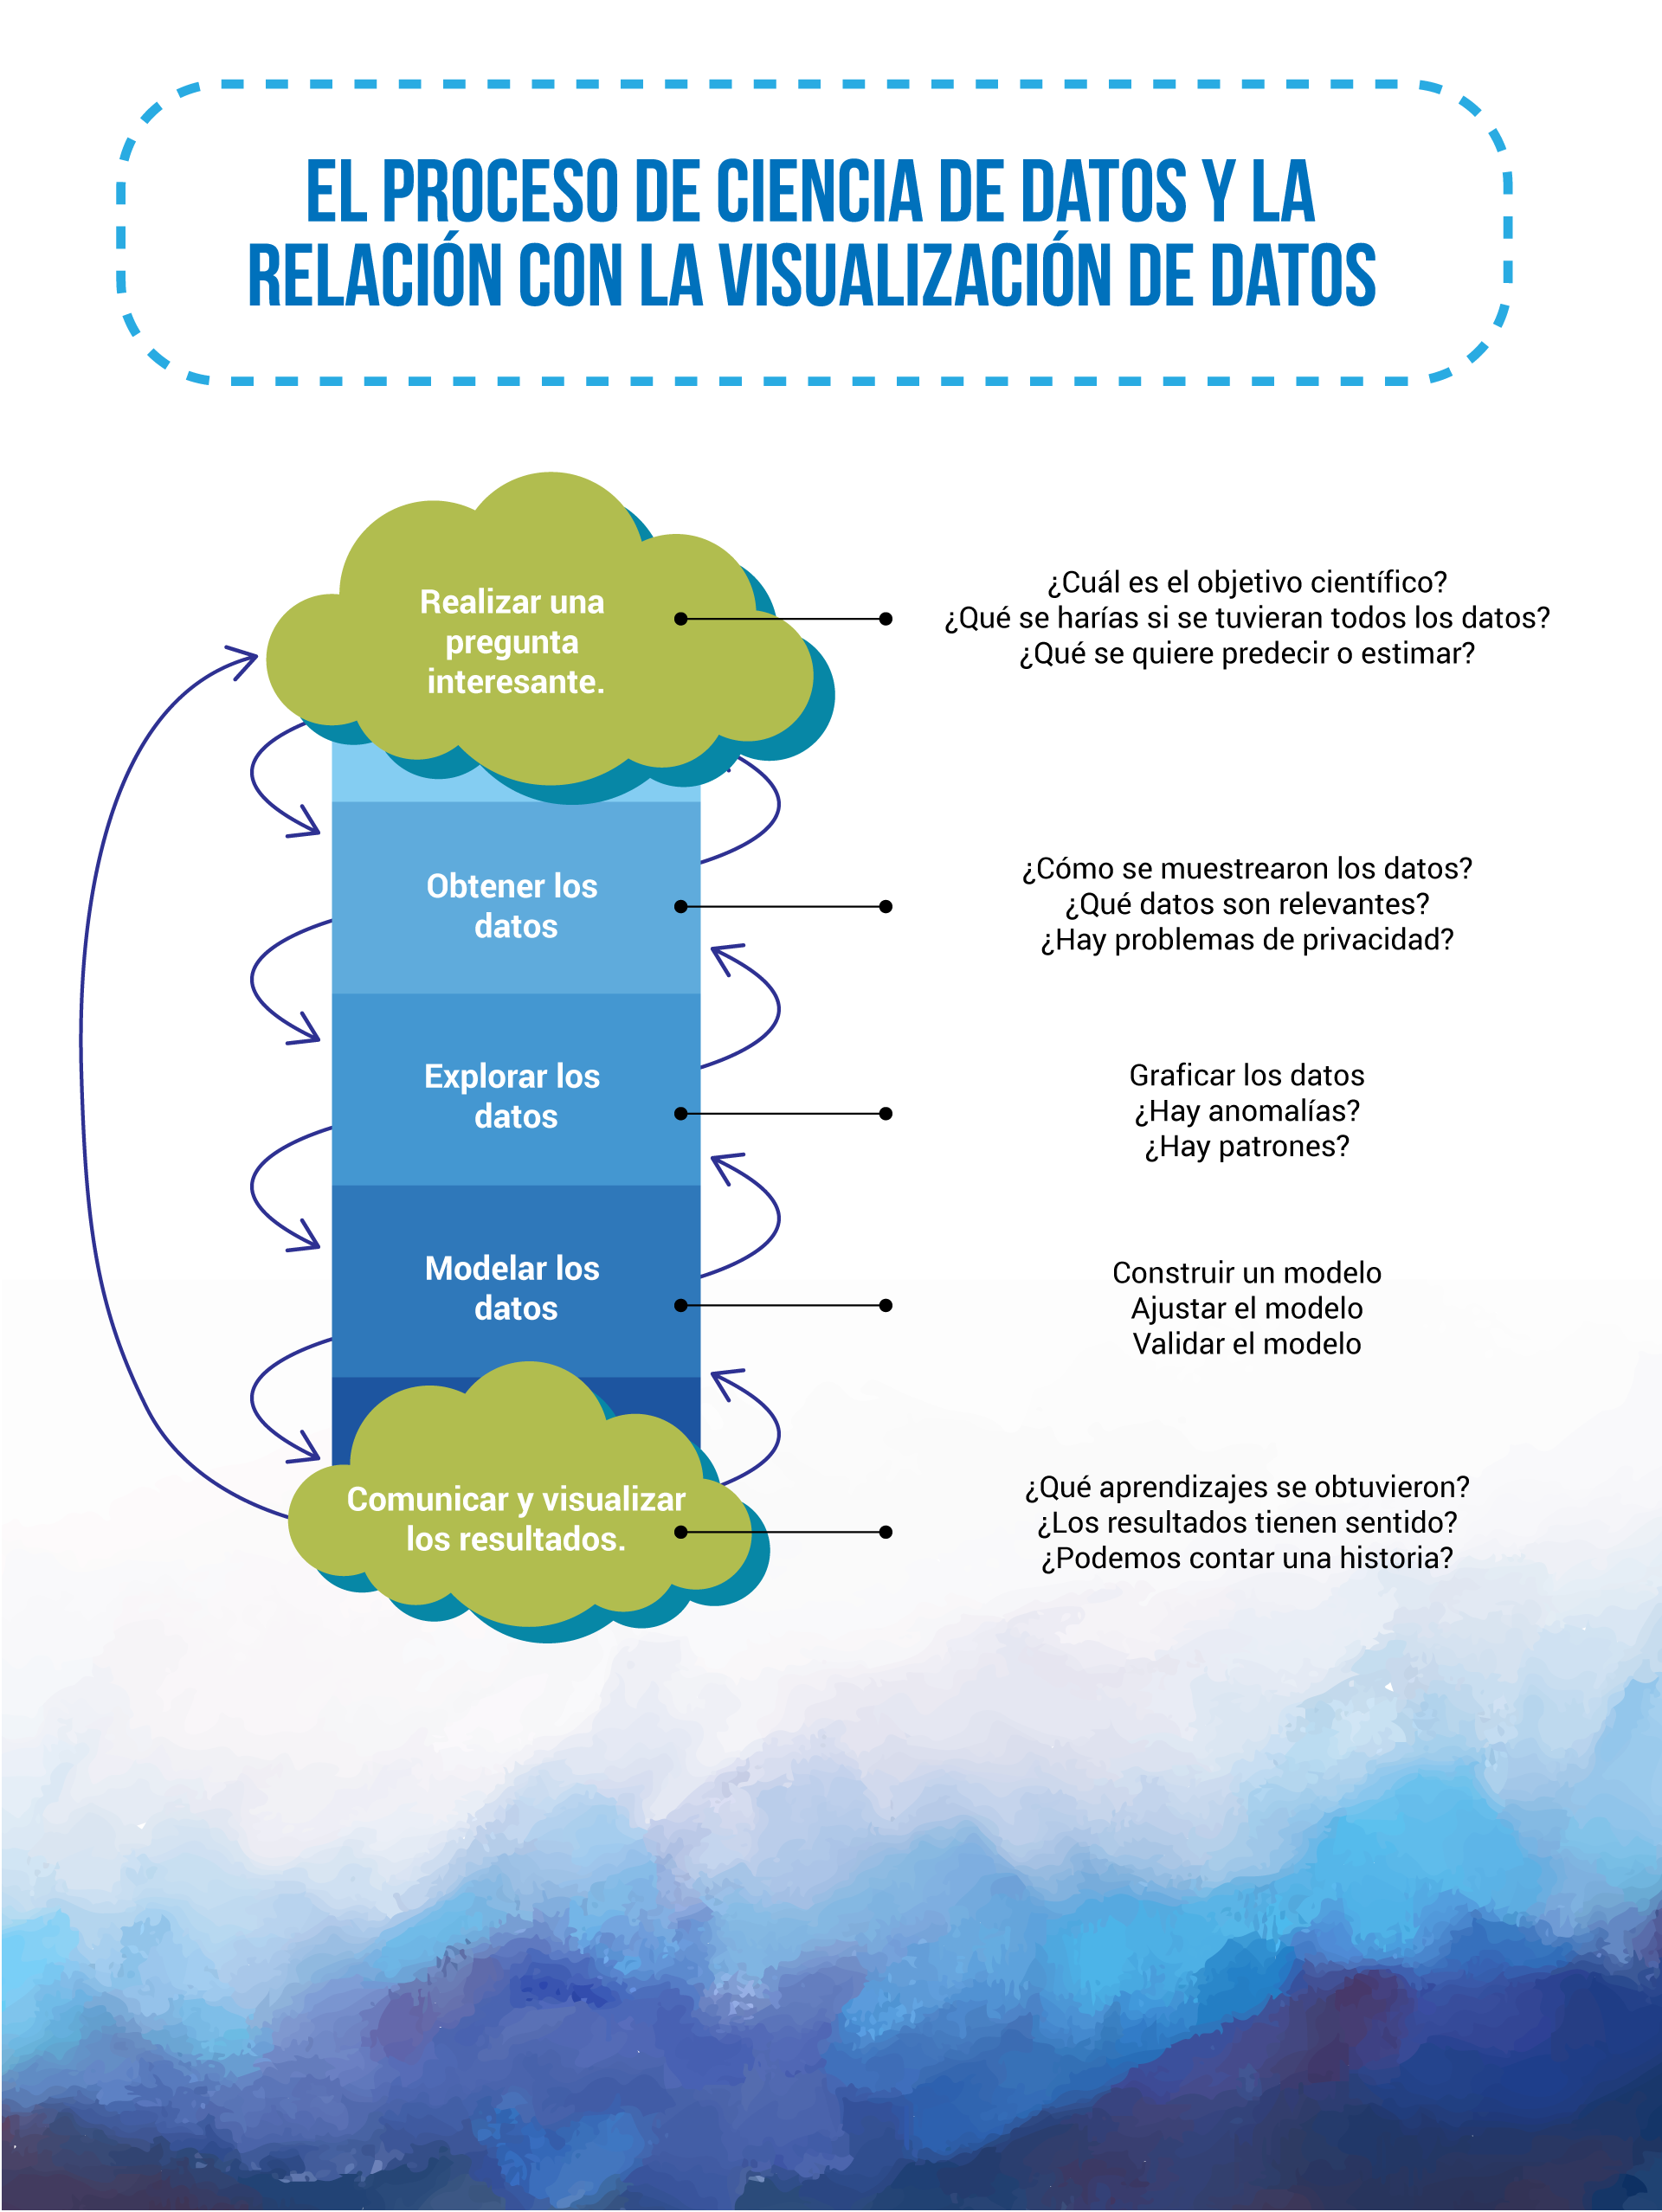 EL PROCESO DE CIENCIA DE DATOS Y LA
RELACIÓN CON LA VISUALIZACIÓN DE DATOS
Realizar una
pregunta
interesante.
¿Cuál es el objetivo científico?
¿Qué se harías si se tuvieran todos los datos?
¿Qué se quiere predecir o estimar?
Obtener los
datos
¿Cómo se muestrearon los datos?
¿Qué datos son relevantes?
¿Hay problemas de privacidad?
Explorar los
datos
Graficar los datos
¿Hay anomalías?
¿Hay patrones?
Modelar los
datos
Construir un modelo
Ajustar el modelo
Validar el modelo
Comunicar y visualizar
los resultados.
¿Qué aprendizajes se obtuvieron?
¿Los resultados tienen sentido?
¿Podemos contar una historia?